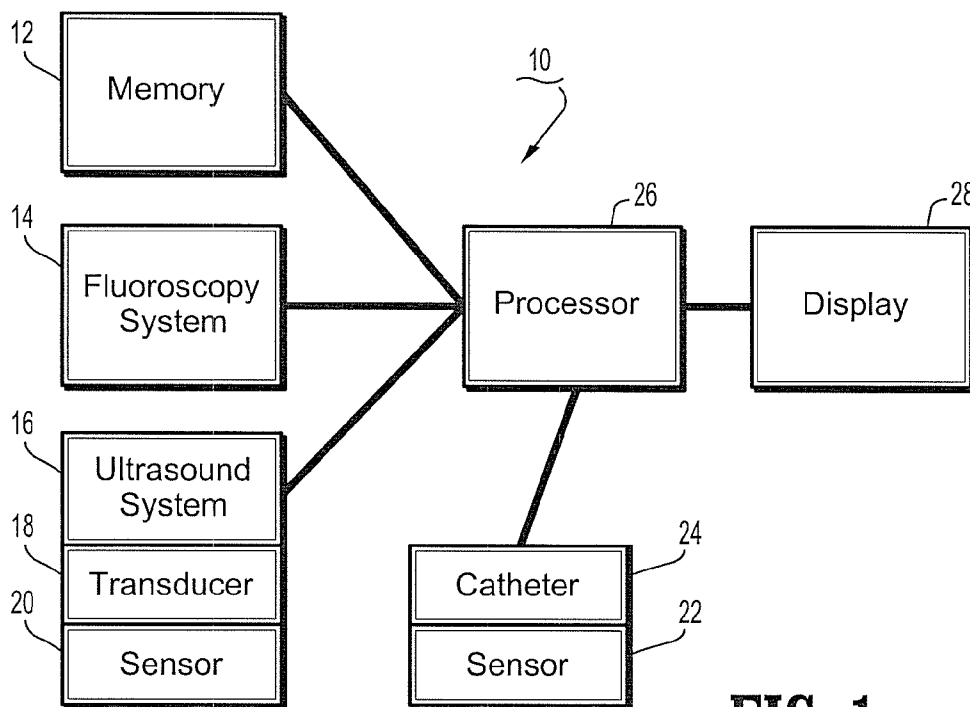 12
Memory
10
14
Fluoroscopy
System
26
Processor
28
Display
16
Ultrasound
System
18
Transducer
20
Sensor
24
Catheter
22
Sensor
FIG. 1